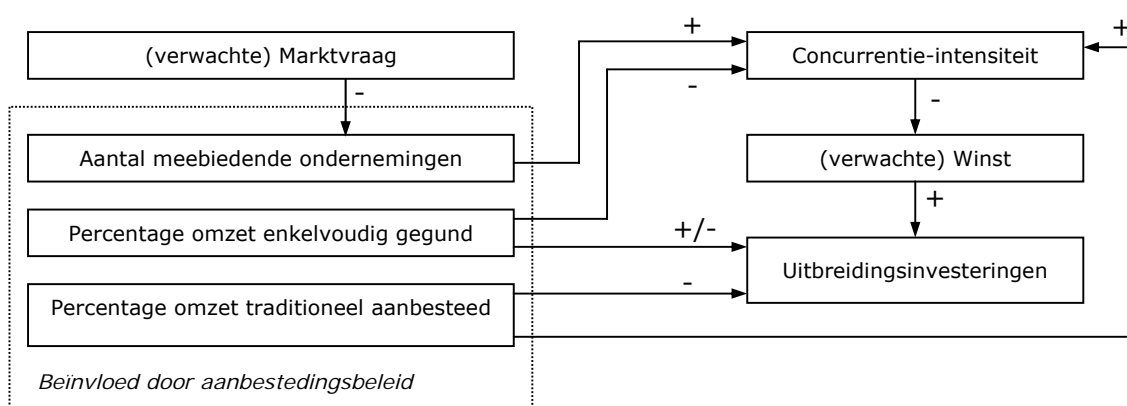 (verwachte) Marktvraag
-
Aantal meebiedende ondernemingen
Percentage omzet enkelvoudig gegund
Percentage omzet traditioneel aanbesteed
Beïnvloed door aanbestedingsbeleid
+
-
+/-
-
Concurrentie-intensiteit
+
-
(verwachte) Winst
+
Uitbreidingsinvesteringen